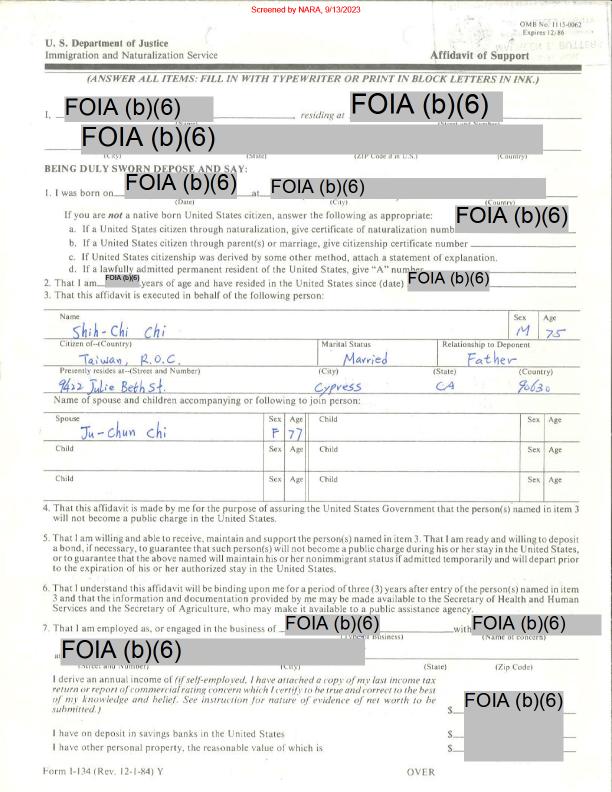 Screened by NARA, 9/13/2023
OMB No. 1115-0062
Expires 12/86
U. S. Department of Justice
Immigration and Naturalization Service
Affidavit of Support
(ANSWER ALL ITEMS: FILL IN WITH TYPEWRITER OR PRINT IN BLOCK LETTERS IN INK.)
I, FOIA (b)(6), residing at FOIA (b)(6)
FOIA (b)(6)
(City) (State) (ZIP Code if in U.S.) (Country)
BEING DULY SWORN DEPOSE AND SAY:
1. I was born on FOIA (b)(6) at FOIA (b)(6)
(Date) (City) (Country)
If you are not a native born United States citizen, answer the following as appropriate: FOIA (b)(6)
a. If a United States citizen through naturalization, give certificate of naturalization numb
b. If a United States citizen through parent(s) or marriage, give citizenship certificate number
c. If United States citizenship was derived by some other method, attach a statement of explanation.
d. If a lawfully admitted permanent resident of the United States, give "A" number
2. That I am FOIA (b)(6) years of age and have resided in the United States since (date) FOIA (b)(6)
3. That this affidavit is executed in behalf of the following person:
Name Sex Age
Shih-Chi Chi M 75
Citizen of--(Country) Marital Status Relationship to Deponent
Taiwan, R.O.C. Married Father
Presently resides at--(Street and Number) (City) (State) (Country)
9422 Julie Beth St. Cypress CA 90630
Name of spouse and children accompanying or following to join person:
Spouse Sex Age Child Sex Age
Ju-chun chi F 77
Child Sex Age Child Sex Age
Child Sex Age Child Sex Age
4. That this affidavit is made by me for the purpose of assuring the United States Government that the person(s) named in item 3
will not become a public charge in the United States.
5. That I am willing and able to receive, maintain and support the person(s) named in item 3. That I am ready and willing to deposit
a bond, if necessary, to guarantee that such person(s) will not become a public charge during his or her stay in the United States,
or to guarantee that the above named will maintain his or her nonimmigrant status if admitted temporarily and will depart
prior to the expiration of his or her authorized stay in the United States.
6. That I understand this affidavit will be binding upon me for a period of three (3) years after entry of the person(s) named in item
3 and that the information and documentation provided by me may be made available to the Secretary of Health and Human
Services and the Secretary of Agriculture, who may make it available to a public assistance agency.
7. That I am employed as, or engaged in the business of FOIA (b)(6) with FOIA (b)(6)
(Type of Business) (Name of concern)
at FOIA (b)(6)
(Street and Number) (City) (State) (Zip Code)
I derive an annual income of (if self-employed, I have attached a copy of my last income tax
return or report of commercial rating concern which I certify to be true and correct to the best
of my knowledge and belief. See instruction for nature of evidence of net worth to be
submitted.) $ FOIA (b)(6)
I have on deposit in savings banks in the United States $
I have other personal property, the reasonable value of which is $
Form I-134 (Rev. 12-1-84) Y OVER